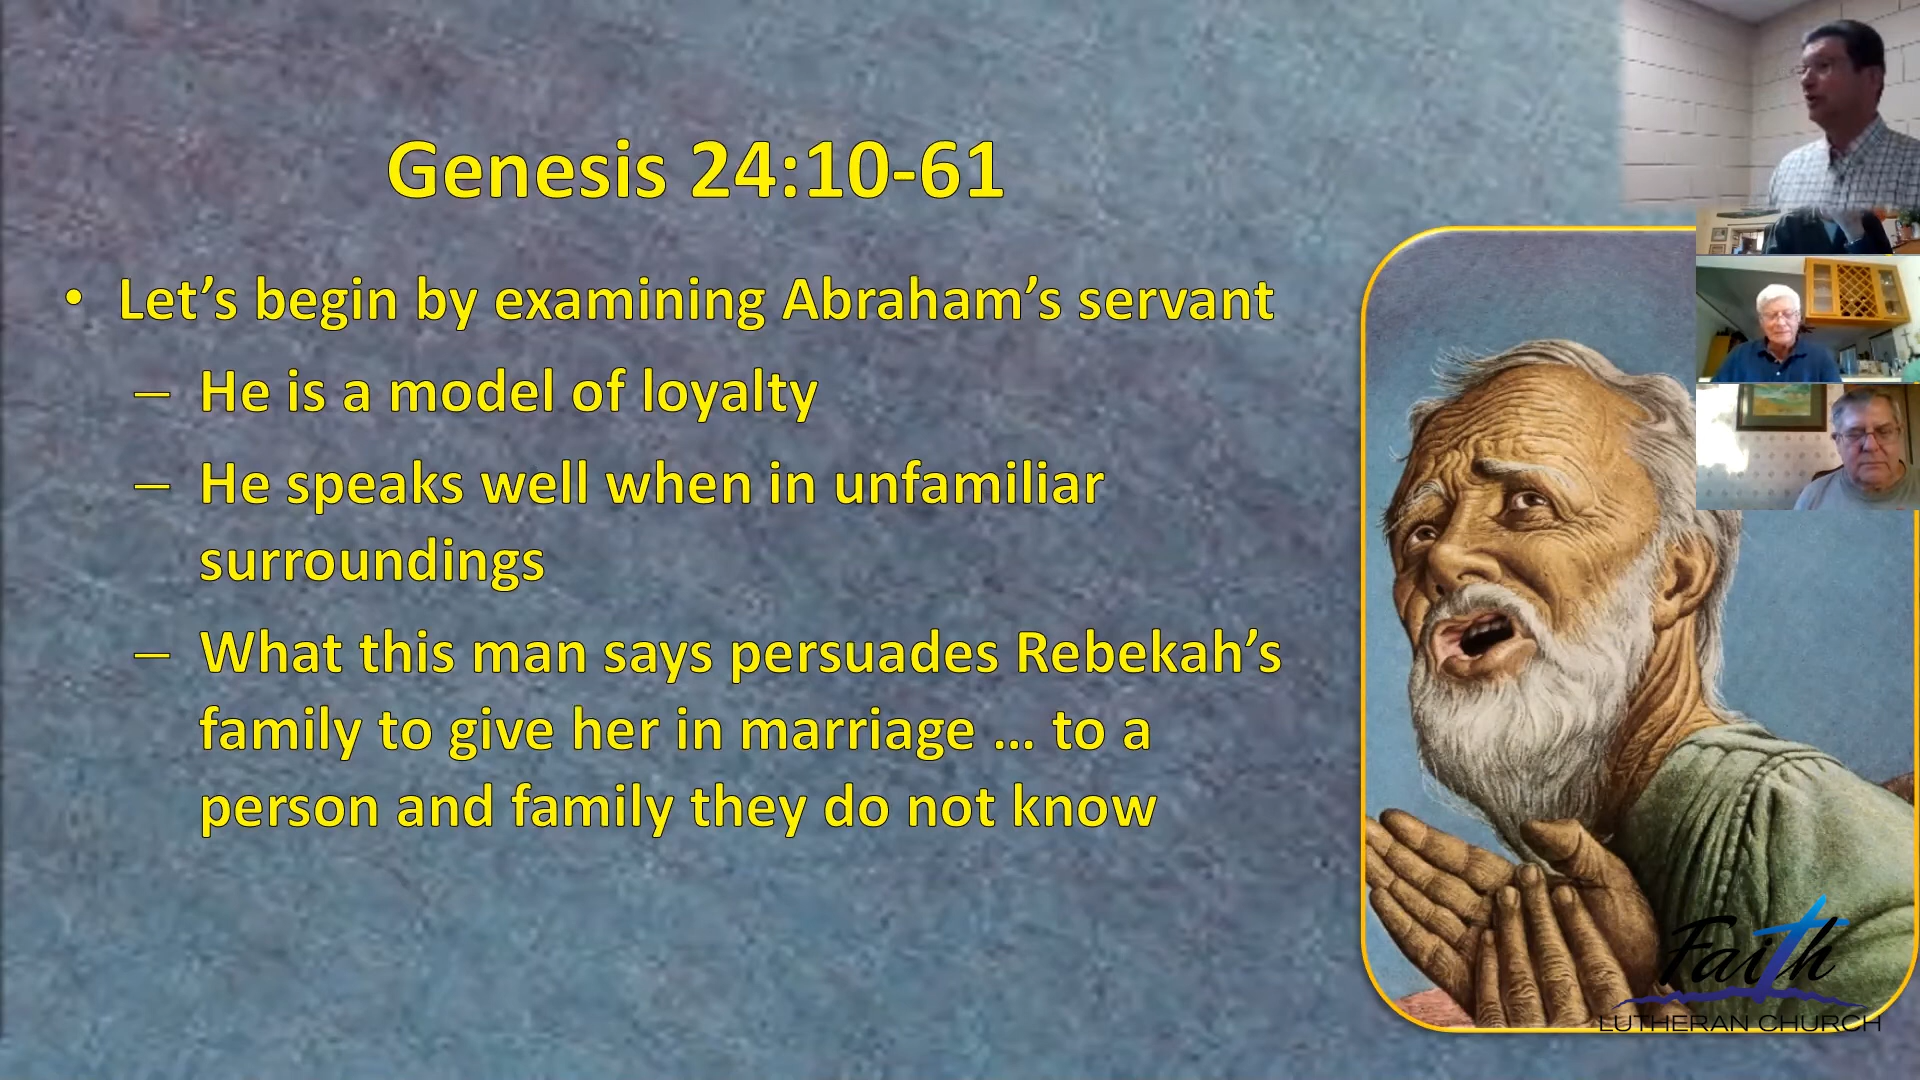 Genesis 24:10-61
• Let’s begin by examining Abraham’s servant
– He is a model of loyalty
– He speaks well when in unfamiliar
surroundings
– What this man says persuades Rebekah’s
family to give her in marriage … to a
person and family they do not know
Faith
LUTHERAN CHURCH